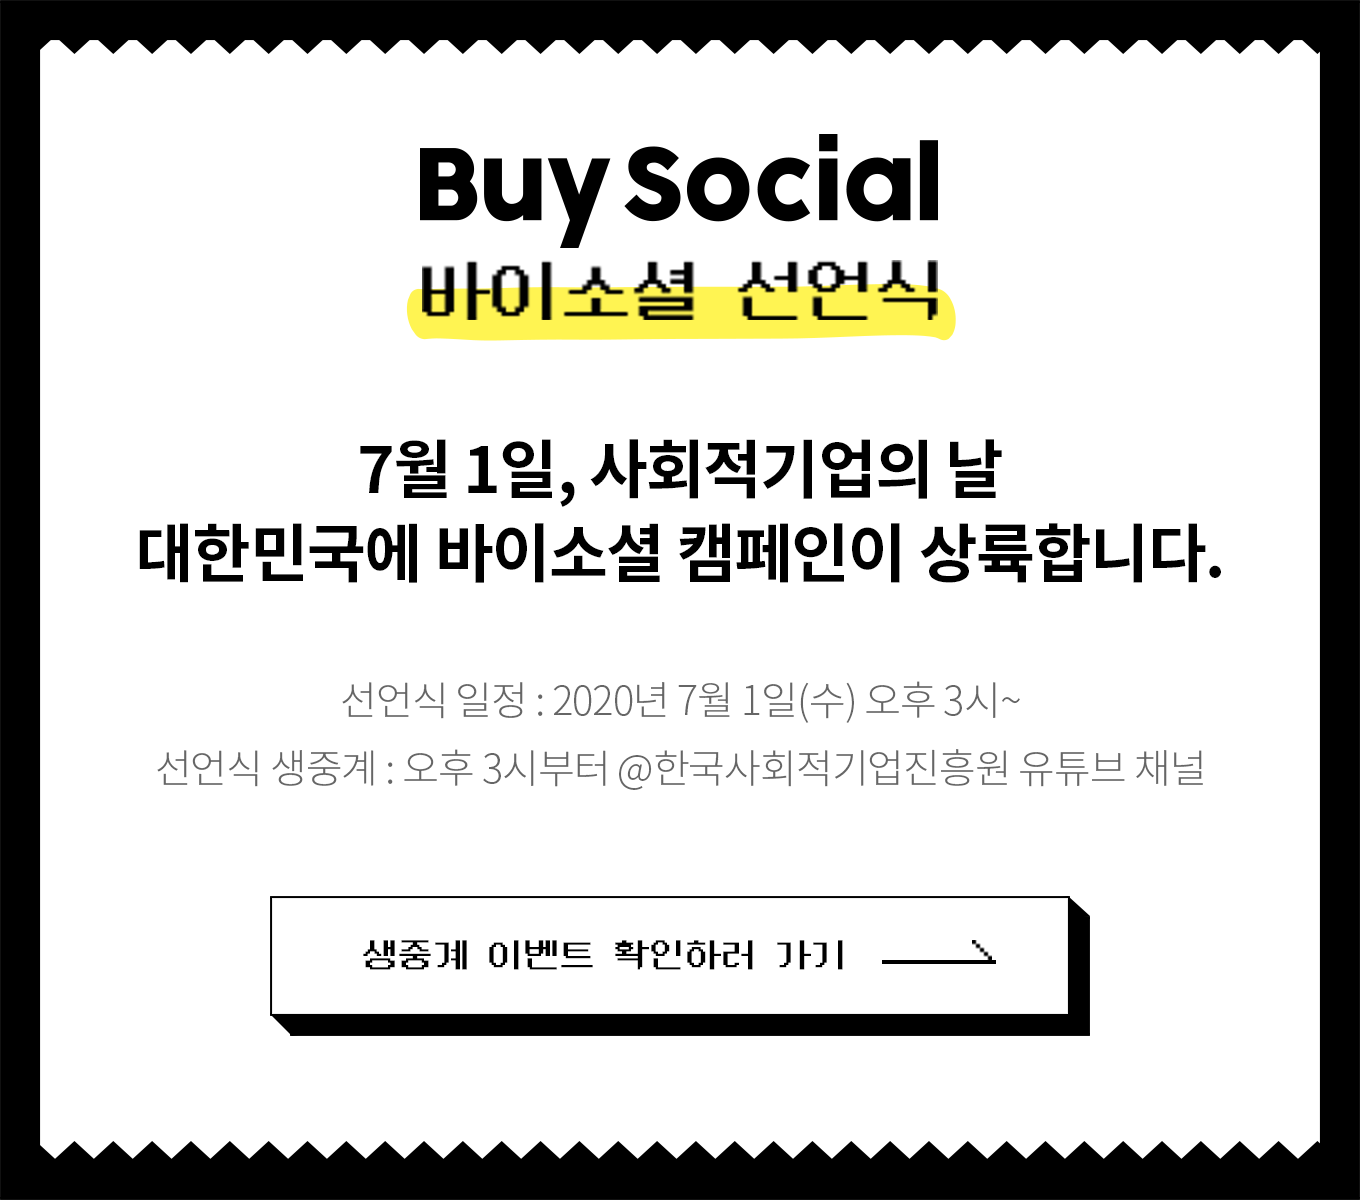 Buy Social
바이소셜 선언식
7월 1일, 사회적기업의 날
대한민국에 바이소셜 캠페인이 상륙합니다.
선언식 일정 : 2020년 7월 1일(수) 오후 3시~
선언식 생중계 : 오후 3시부터 @한국사회적기업진흥원 유튜브 채널
생중계 이벤트 확인하러 가기